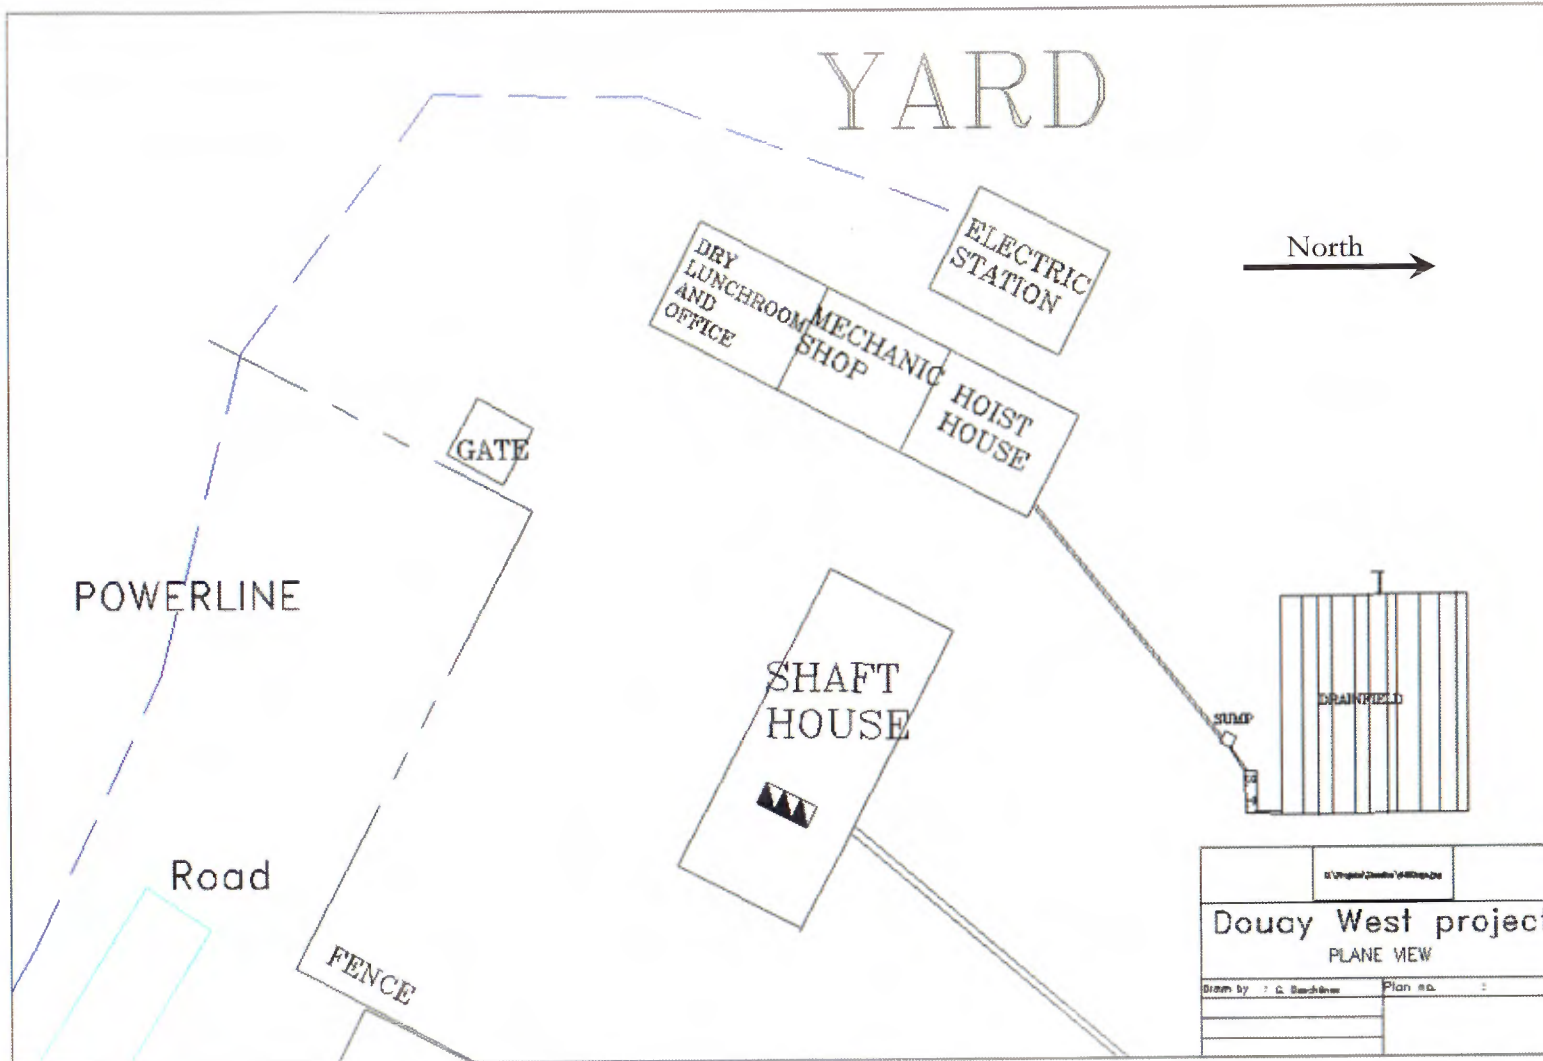 YARD
ELECTRIC
STATION
North
DRY
LUNCHROOM
AND
OFFICE
MECHANIC
SHOP
HOIST
HOUSE
GATE
POWERLINE
SHAFT
HOUSE
DRAINFIELD
SUMP
Road
FENCE
Douay West project
PLANE VIEW
Drawn by : G.
Plan no. :